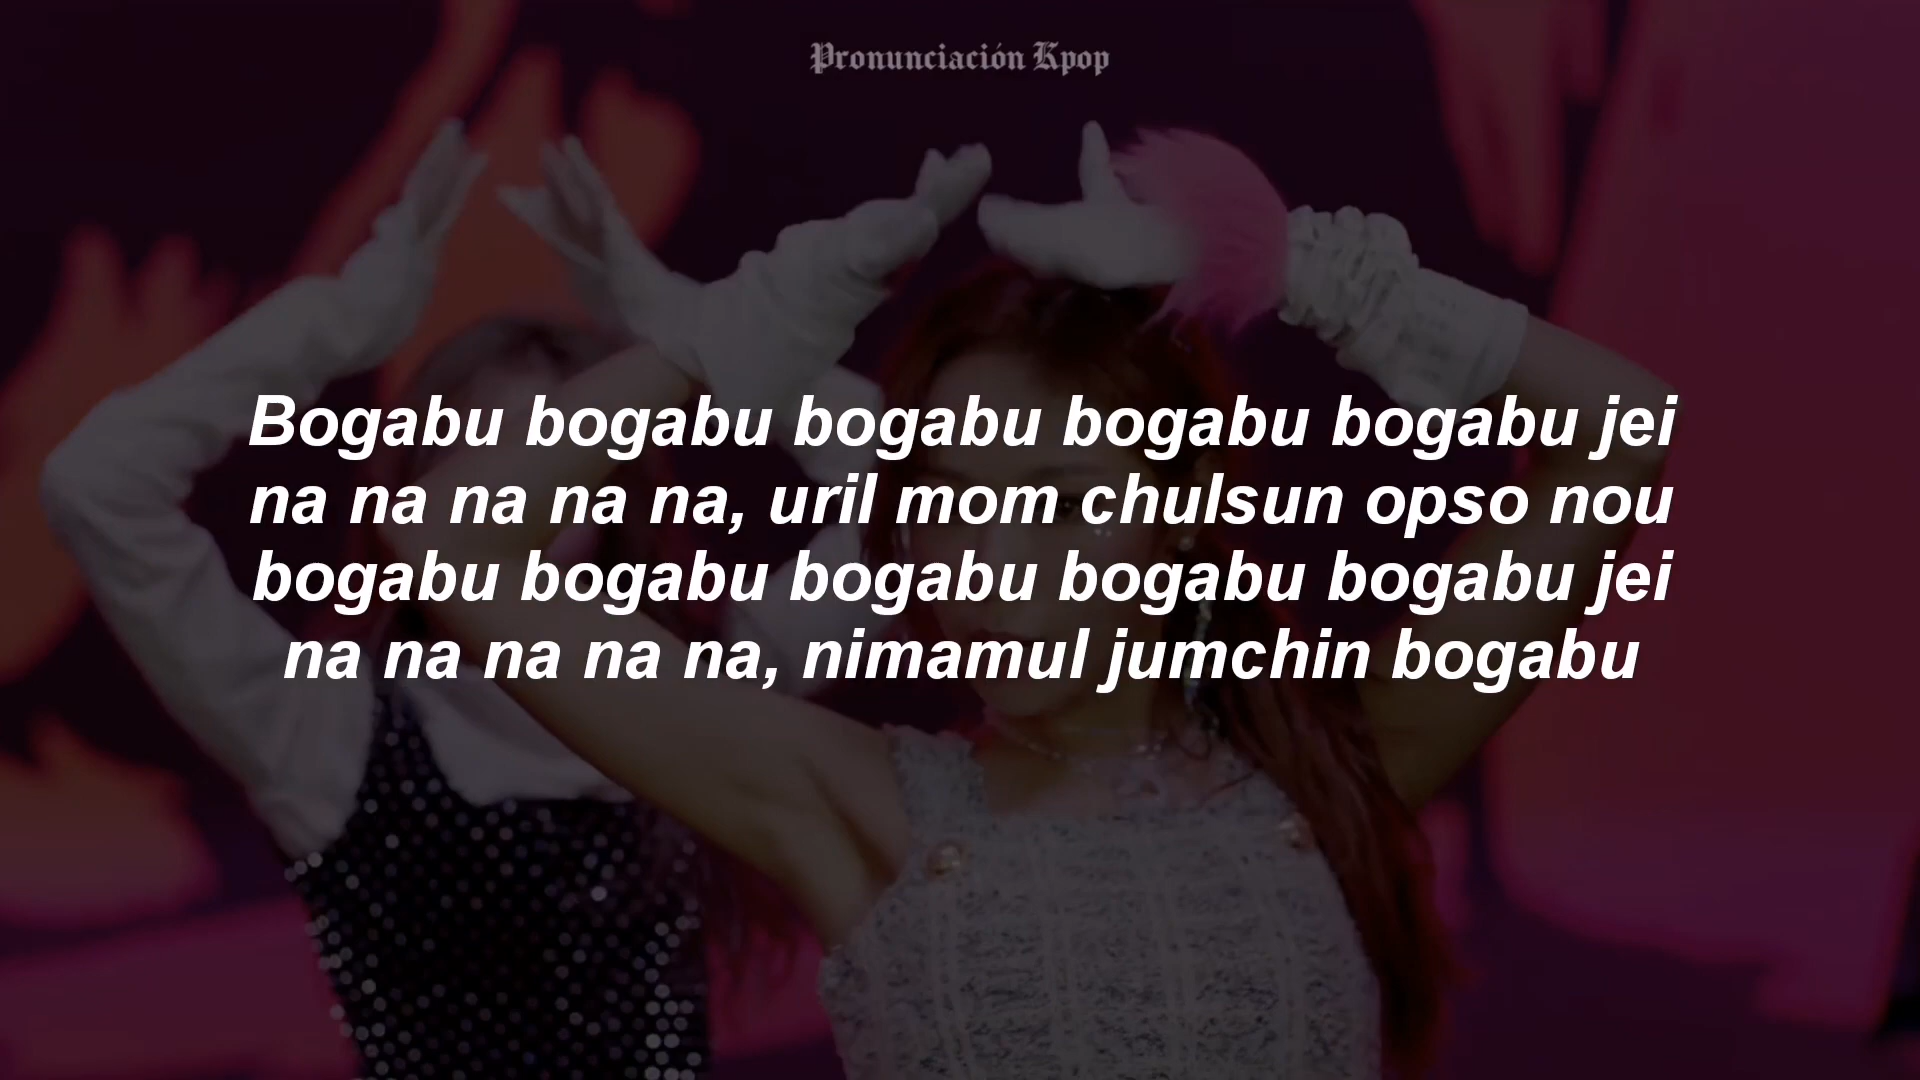 Pronunciación Kpop
Bogabu bogabu bogabu bogabu bogabu jei
na na na na na, uril mom chulsun opso nou
bogabu bogabu bogabu bogabu bogabu jei
na na na na na, nimamul jumchin bogabu